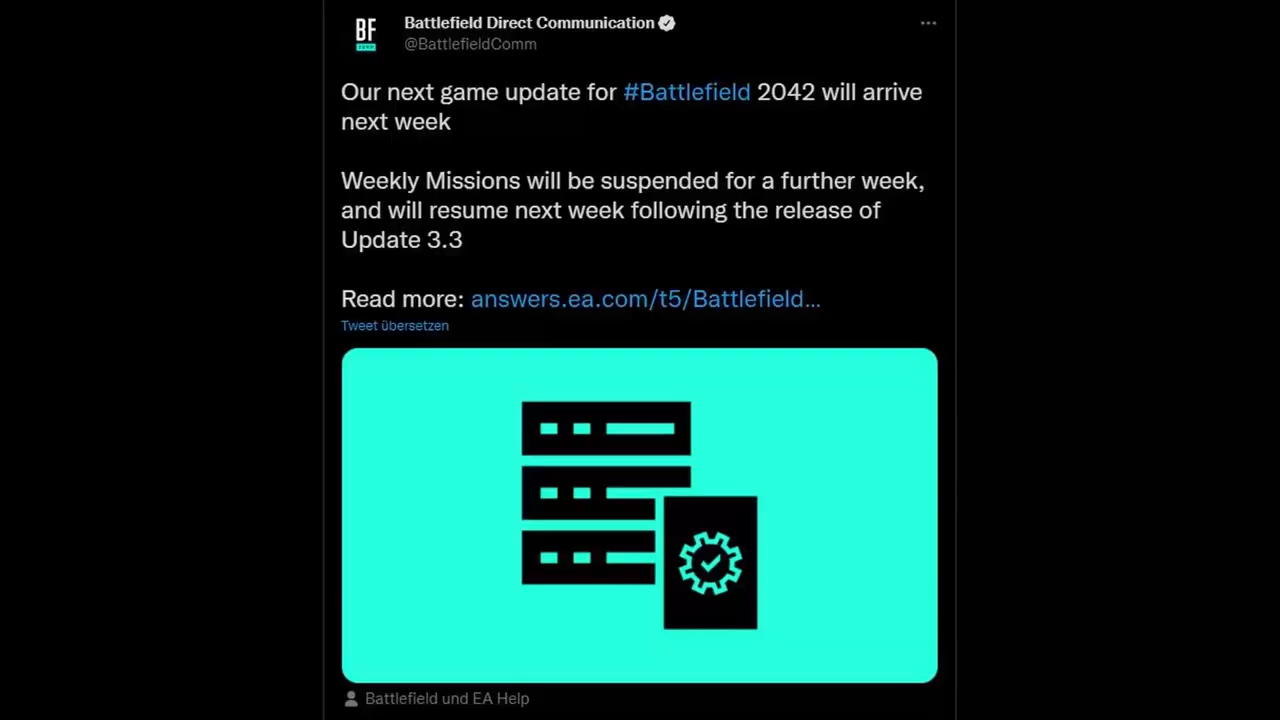 BF
Battlefield Direct Communication
@BattlefieldComm
Our next game update for #Battlefield 2042 will arrive
next week
Weekly Missions will be suspended for a further week,
and will resume next week following the release of
Update 3.3
Read more: answers.ea.com/t5/Battlefield...
Tweet übersetzen
Battlefield und EA Help